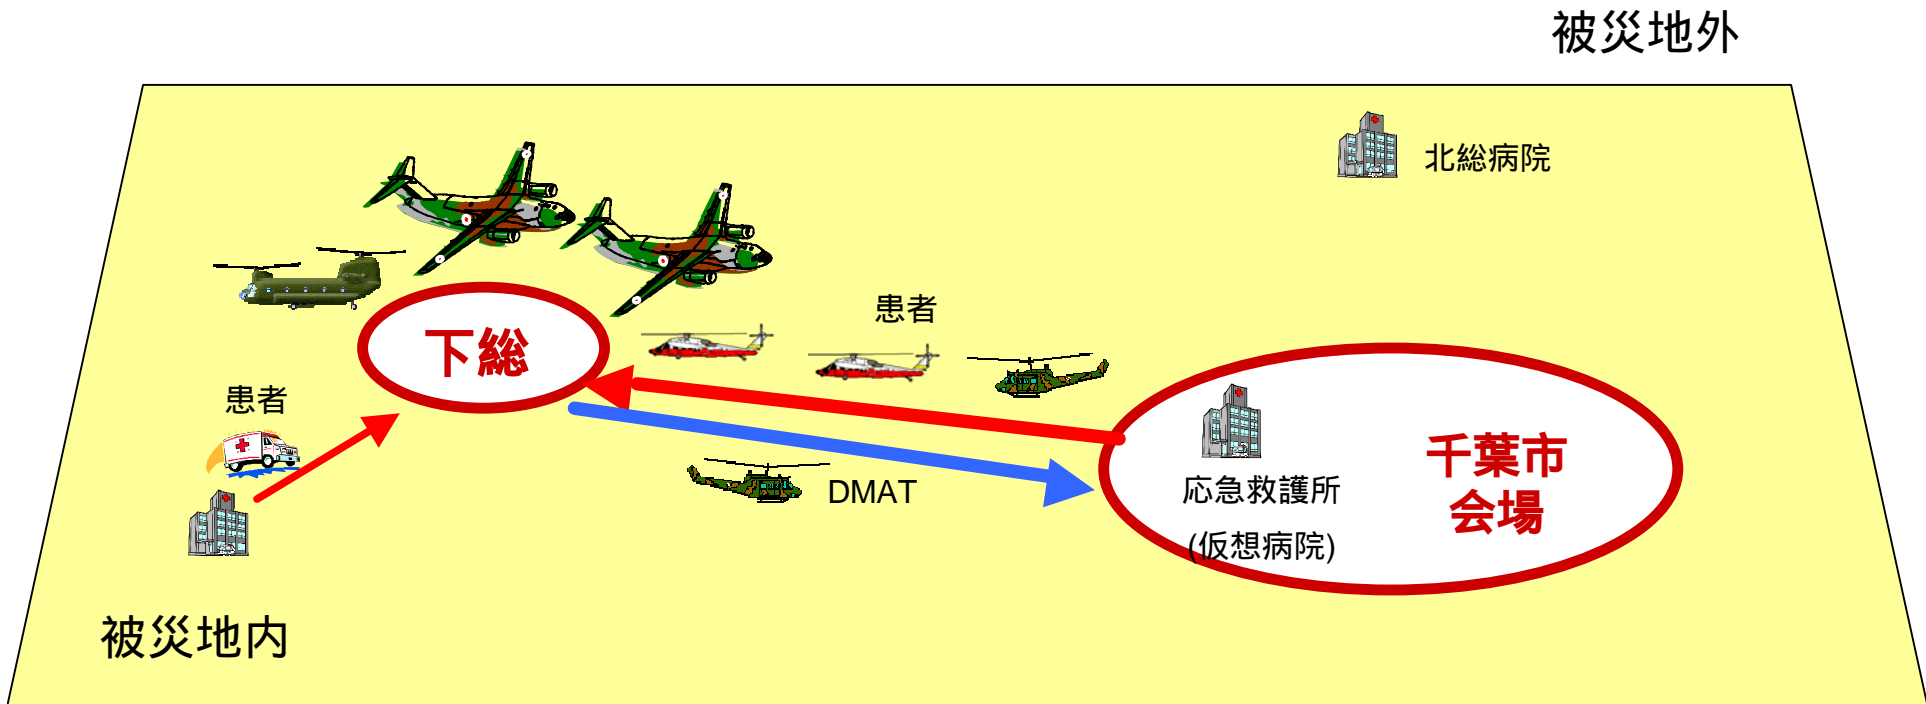 被災地外
北総病院
患者
下総
患者
千葉市
会場
応急救護所
(仮想病院)
DMAT
被災地内